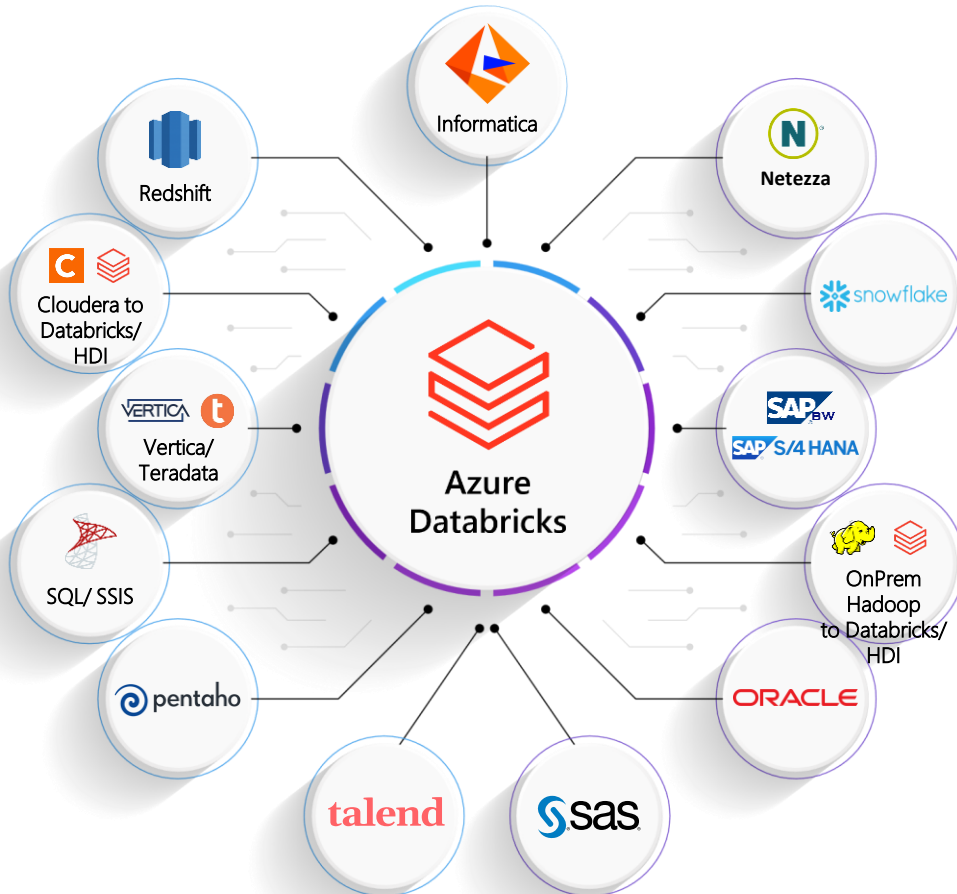 Informatica
Redshift
N
Netezza
C
Cloudera to
Databricks/
HDI
snowflake
VERTICA t
Vertica/
Teradata
SAP BW
SAP S/4 HANA
Azure
Databricks
SQL/ SSIS
OnPrem
Hadoop
to Databricks/
HDI
pentaho
ORACLE
talend
sas